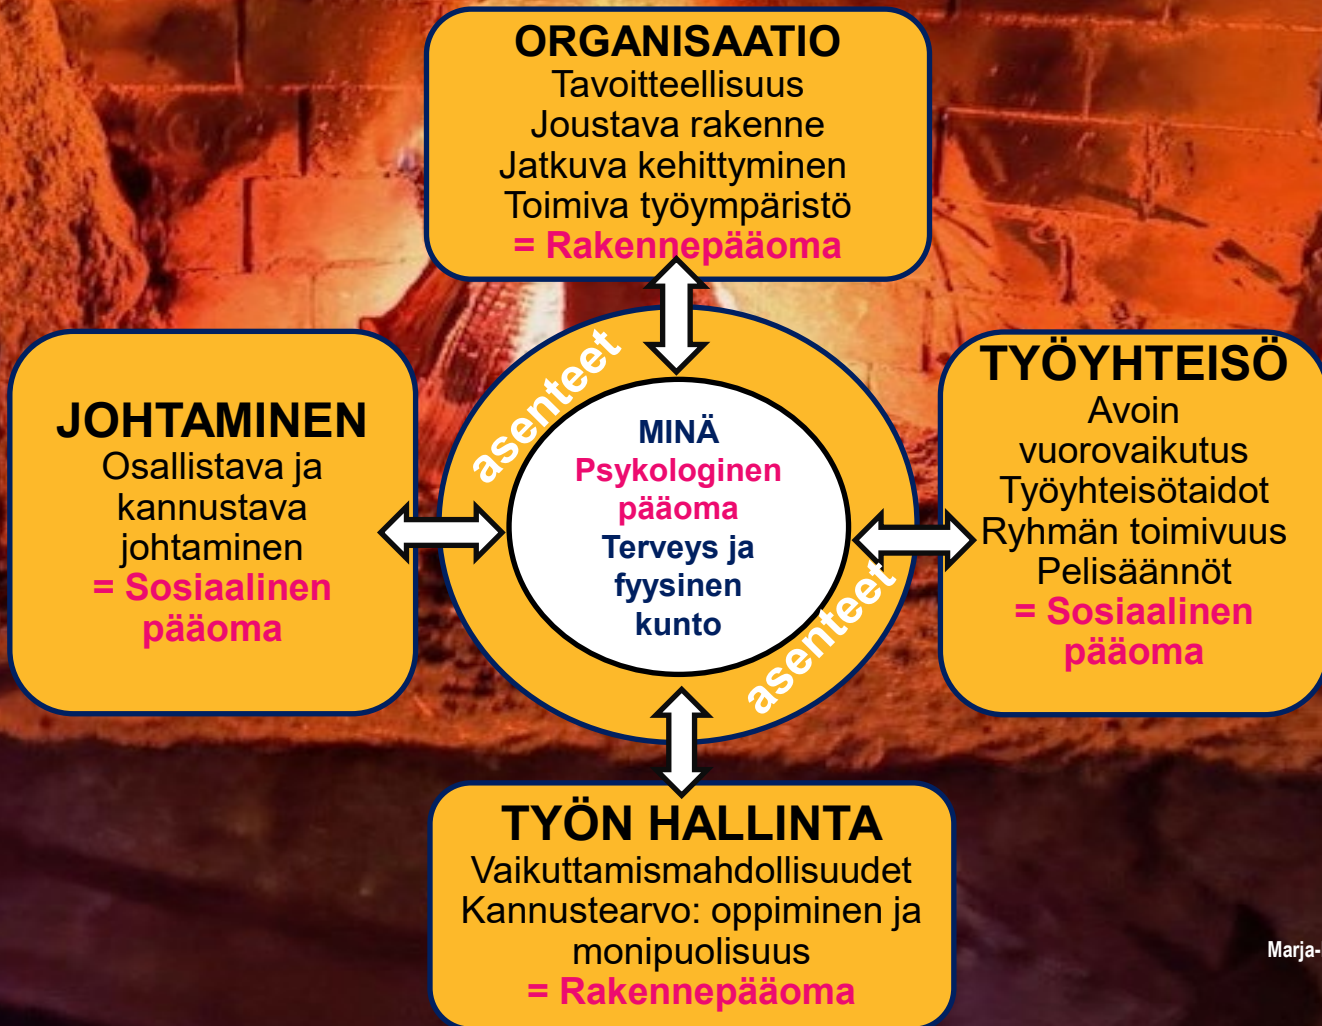 ORGANISAATIO
Tavoitteellisuus
Joustava rakenne
Jatkuva kehittyminen
Toimiva työympäristö
= Rakennepääoma
JOHTAMINEN
Osallistava ja
kannustava
johtaminen
= Sosiaalinen
pääoma
asenteet
MINÄ
Psykologinen
pääoma
Terveys ja
fyysinen
kunto
asenteet
TYÖYHTEISÖ
Avoin
vuorovaikutus
Työyhteisötaidot
Ryhmän toimivuus
Pelisäännöt
= Sosiaalinen
pääoma
TYÖN HALLINTA
Vaikuttamismahdollisuudet
Kannustearvo: oppiminen ja
monipuolisuus
= Rakennepääoma
Marja-